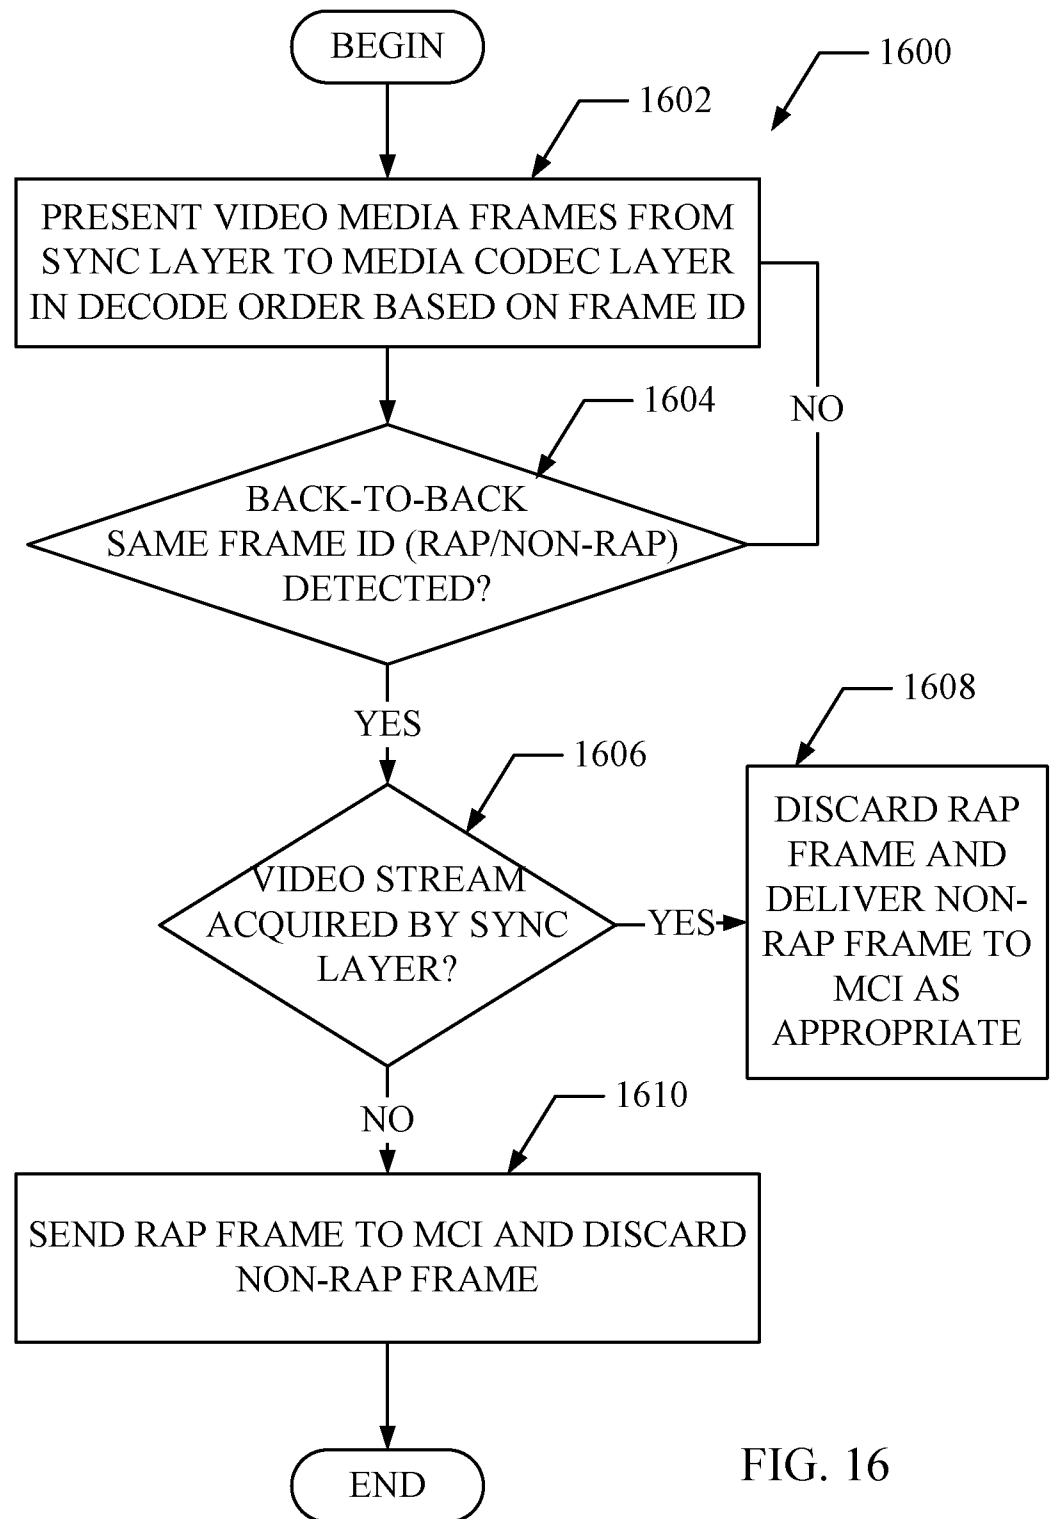 BEGIN
1600
1602
PRESENT VIDEO MEDIA FRAMES FROM
SYNC LAYER TO MEDIA CODEC LAYER
IN DECODE ORDER BASED ON FRAME ID
NO
1604
BACK-TO-BACK
SAME FRAME ID (RAP/NON-RAP)
DETECTED?
YES
1606
VIDEO STREAM
ACQUIRED BY SYNC
LAYER?
YES
1608
DISCARD RAP
FRAME AND
DELIVER NON-
RAP FRAME TO
MCI AS
APPROPRIATE
NO
1610
SEND RAP FRAME TO MCI AND DISCARD
NON-RAP FRAME
END
FIG. 16